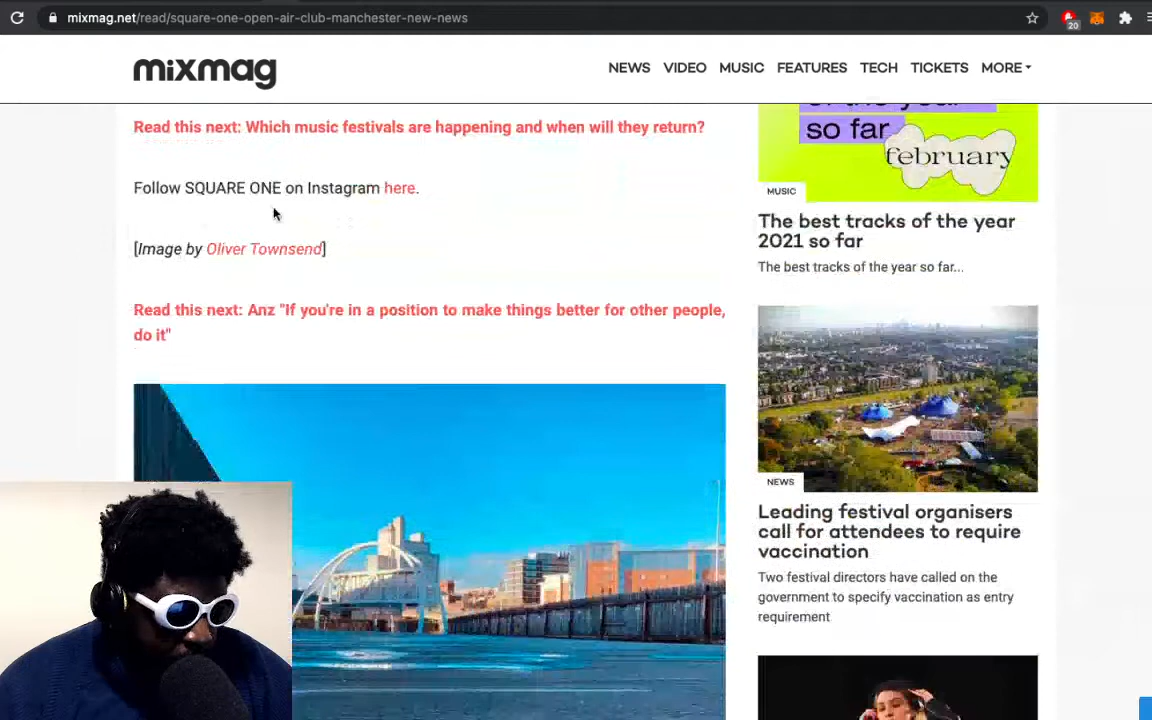 mixmag.net/read/square-one-open-air-club-manchester-new-news
20
mixmag
NEWS VIDEO MUSIC FEATURES TECH TICKETS MORE
Read this next: Which music festivals are happening and when will they return?
Follow SQUARE ONE on Instagram here.
[Image by Oliver Townsend]
Read this next: Anz "If you're in a position to make things better for other people,
do it"
so far
february
MUSIC
The best tracks of the year
2021 so far
The best tracks of the year so far...
NEWS
Leading festival organisers
call for attendees to require
vaccination
Two festival directors have called on the
government to specify vaccination as entry
requirement